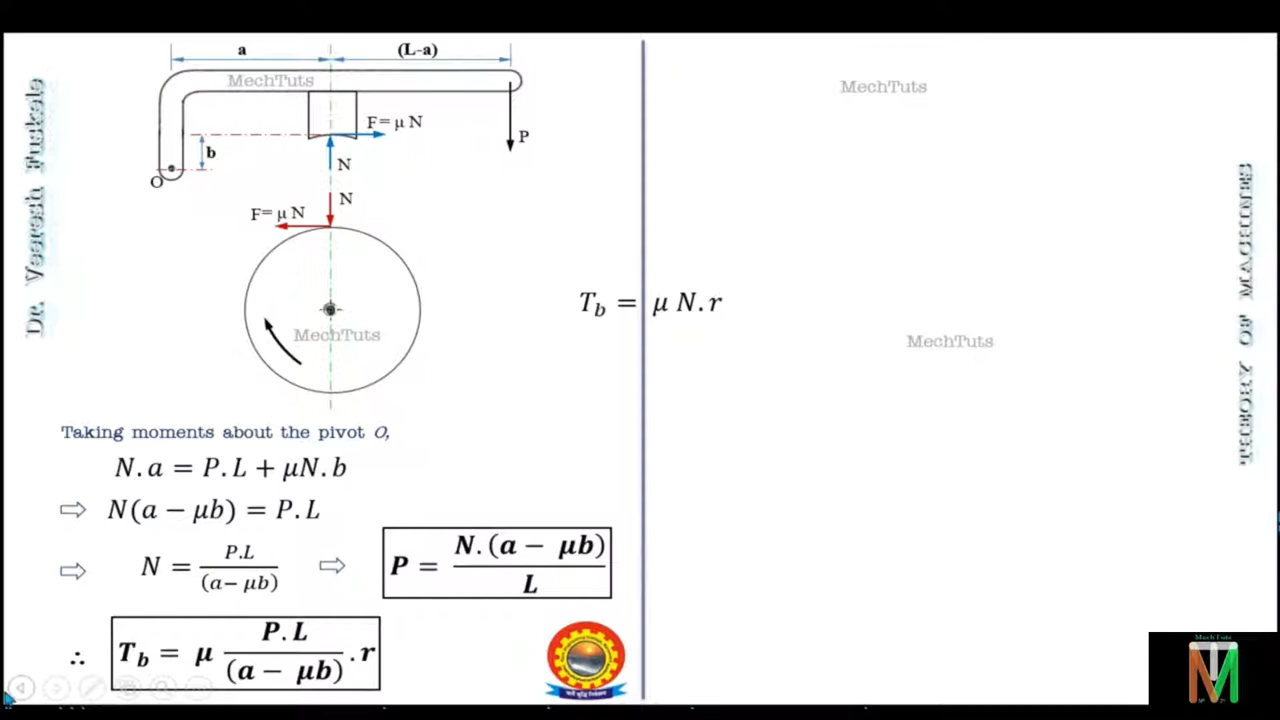 a
(L-a)
MechTuts
F= μ N
P
b
N
O
N
F= μ N
MechTuts
Taking moments about the pivot O,
N.a = P.L + μN.b
⇨ N(a − μb) = P.L
⇨ N = P.L / (a− μb) ⇨ P = N.(a − μb) / L
∴ T_b = μ P.L / (a − μb) .r
T_b = μ N.r
MechTuts
MechTuts
Dr. Veeresh Fuskele
THEORY OF MACHINES
MechTuts